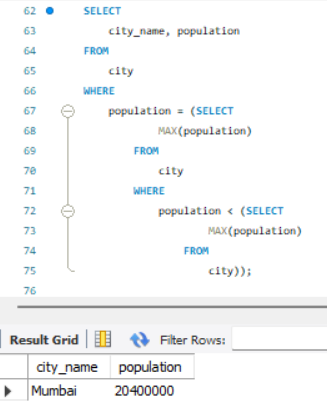 62 SELECT
63 city_name, population
64 FROM
65 city
66 WHERE
67 population = (SELECT
68 MAX(population)
69 FROM
70 city
71 WHERE
72 population < (SELECT
73 MAX(population)
74 FROM
75 city));
76
Result Grid Filter Rows:
city_name population
Mumbai 20400000